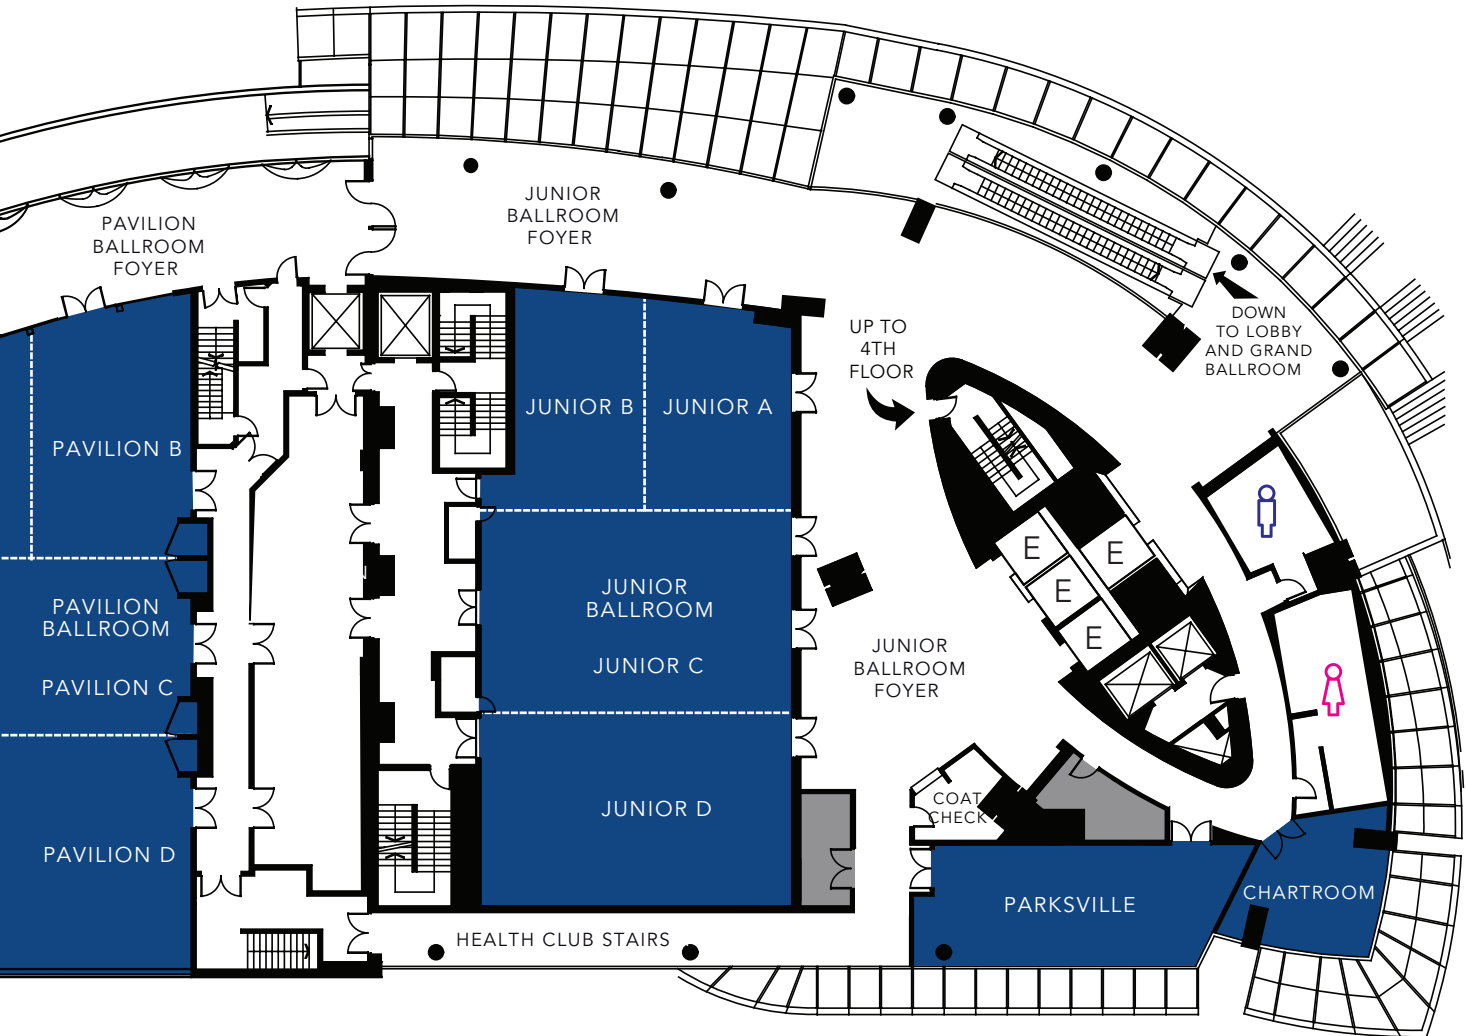 JUNIOR
BALLROOM
FOYER
PAVILION
BALLROOM
FOYER
DOWN
TO LOBBY
AND GRAND
BALLROOM
UP TO
4TH
FLOOR
JUNIOR B
JUNIOR A
PAVILION B
E
E
E
E
PAVILION
BALLROOM
JUNIOR
BALLROOM
JUNIOR C
JUNIOR
BALLROOM
FOYER
PAVILION C
COAT
CHECK
JUNIOR D
PAVILION D
PARKSVILLE
CHARTROOM
HEALTH CLUB STAIRS